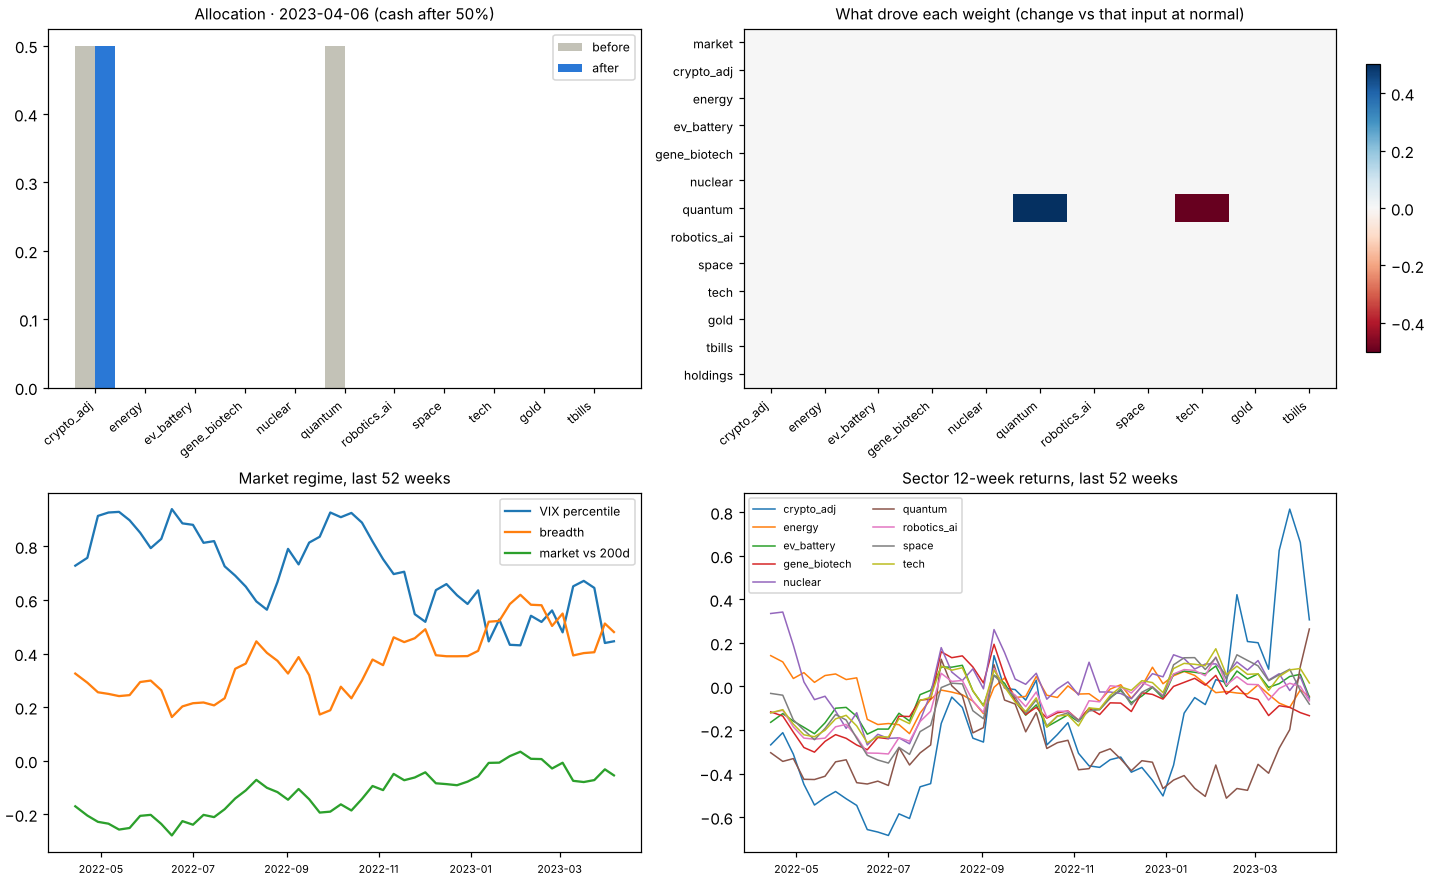 Allocation · 2023-04-06 (cash after 50%)
before
after
0.5
0.4
0.3
0.2
0.1
0.0
crypto_adj
energy
ev_battery
gene_biotech
nuclear
quantum
robotics_ai
space
tech
gold
tbills
What drove each weight (change vs that input at normal)
market
crypto_adj
energy
ev_battery
gene_biotech
nuclear
quantum
robotics_ai
space
tech
gold
tbills
holdings
crypto_adj
energy
ev_battery
gene_biotech
nuclear
quantum
robotics_ai
space
tech
gold
tbills
0.4
0.2
0.0
−0.2
−0.4
Market regime, last 52 weeks
VIX percentile
breadth
market vs 200d
0.8
0.6
0.4
0.2
0.0
−0.2
2022-05
2022-07
2022-09
2022-11
2023-01
2023-03
Sector 12-week returns, last 52 weeks
crypto_adj
energy
ev_battery
gene_biotech
nuclear
quantum
robotics_ai
space
tech
0.8
0.6
0.4
0.2
0.0
−0.2
−0.4
−0.6
2022-05
2022-07
2022-09
2022-11
2023-01
2023-03